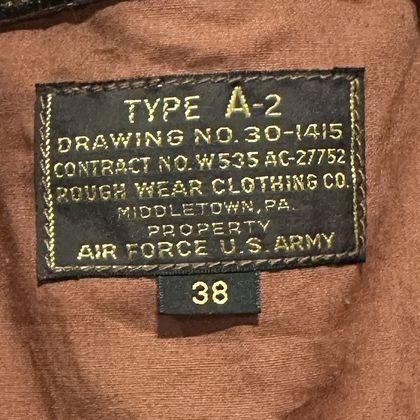 TYPE A-2
DRAWING NO. 30-1415
CONTRACT NO. W535 AC-27752
ROUGH WEAR CLOTHING CO.
MIDDLETOWN, PA.
PROPERTY
AIR FORCE U.S. ARMY
38